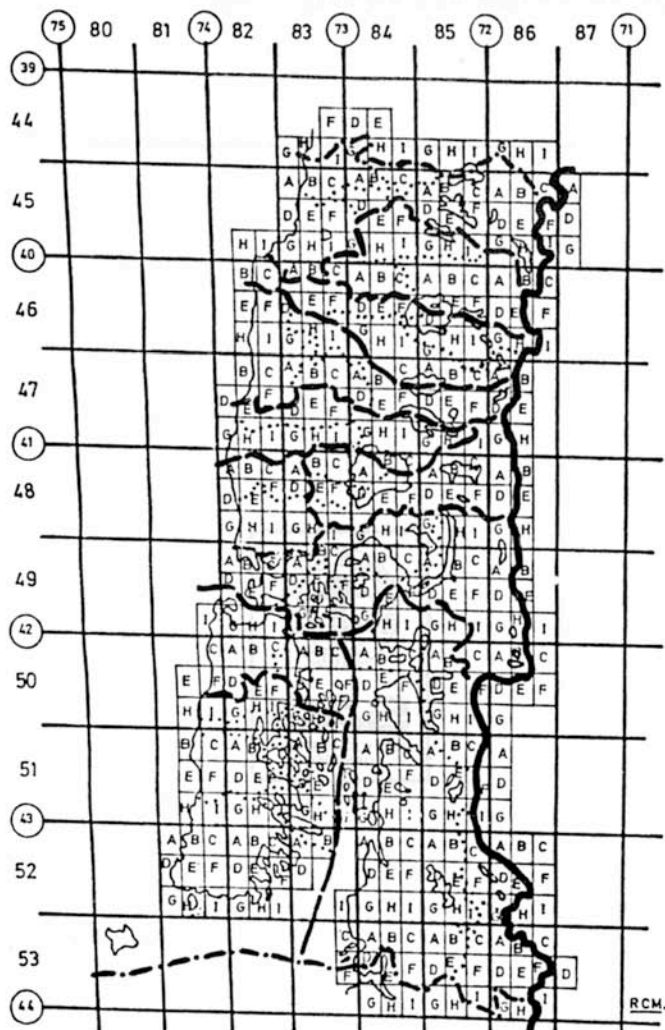 75 80 81 74 82 83 73 84 85 72 86 87 71
39
44 F D E
G H I G H I G H I G H I
45 A B C A B C A B C A B C A
D E F D E F D E F D
H I G H I G H I G H I G H I
40
B C A B C A B C A B C A B C
46 E F D E F D E F D E F D E F
H I G H I G H I G H I I
B C A B C A B C A B C A B
47 D E F D E F D E F D E F D E
G H I G H I G H I G I G H
41
A B A B C A B A A B
48 D E F D E F E F D E F D E
G H I G H I G H I G H I G H
A B C A B C A B C A B
49 D E F D E F D E F D E
I G H I G H I G H I G H I
42
C A B C A B C A B A B C A C
50 E F D E F D E F D E F D E F D E F
H I G H I G H I G H I G
B C A B A B C A B A B C A
51 E F D E D E F D
H I G H I G H I G H I G
43
A B C A B A B A B C A B C A B C
52 D E F D E F D E F E F D E F
G H I G H I I G H I G H I G H I
C A B C A B C A B C
53 F D E F D E F D E F D
G H I G H I G I
44 R C M.